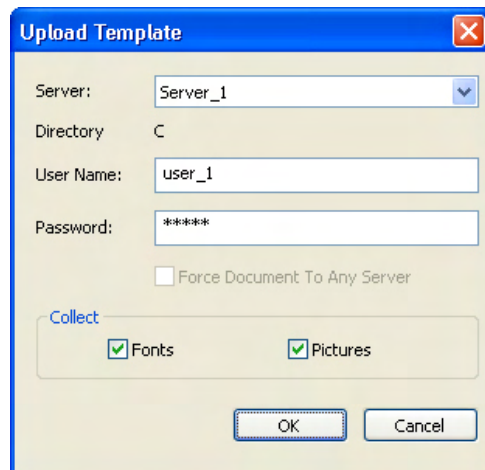 Upload Template
Server: Server_1
Directory C
User Name: user_1
Password: *****
Force Document To Any Server
Collect
Fonts Pictures
OK Cancel